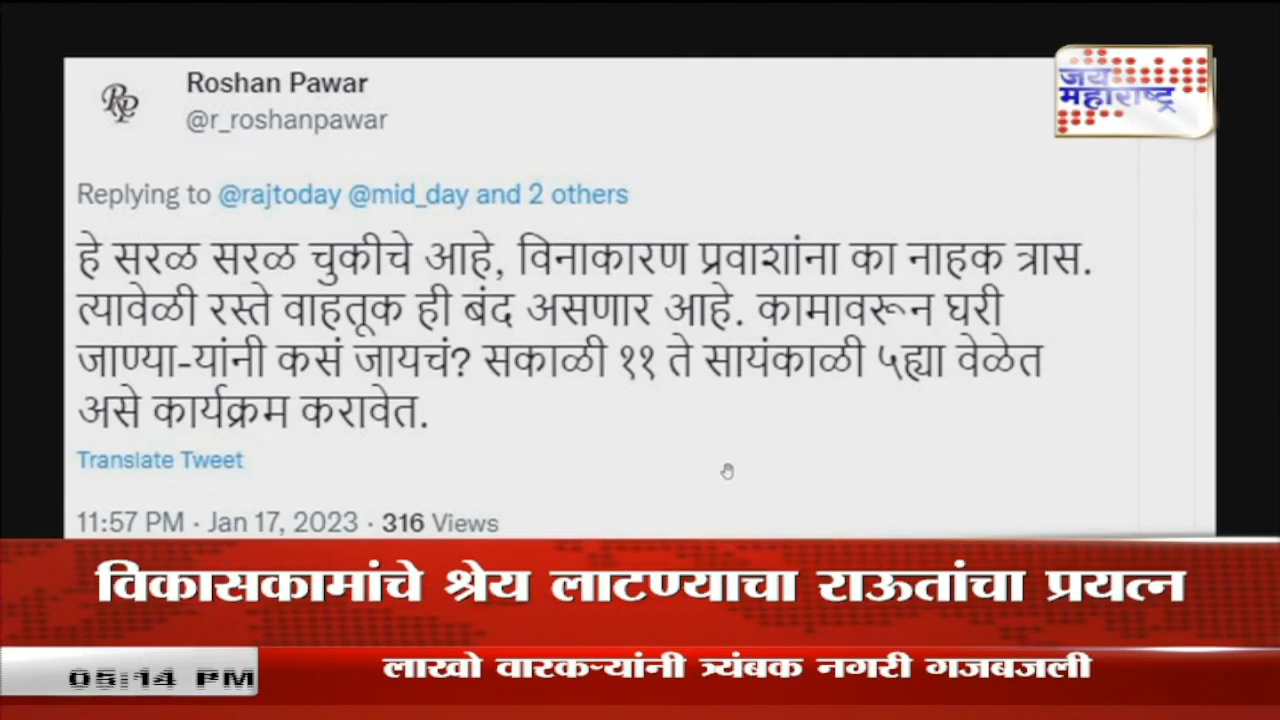 Roshan Pawar
@r_roshanpawar
जय
महाराष्ट्र
Replying to @rajtoday @mid_day and 2 others
हे सरळ सरळ चुकीचे आहे, विनाकारण प्रवाशांना का नाहक त्रास.
त्यावेळी रस्ते वाहतूक ही बंद असणार आहे. कामावरून घरी
जाण्या-यांनी कसं जायचं? सकाळी ११ ते सायंकाळी ५ह्या वेळेत
असे कार्यक्रम करावेत.
Translate Tweet
11:57 PM · Jan 17, 2023 · 316 Views
विकासकामांचे श्रेय लाटण्याचा राऊतांचा प्रयत्न
05:14 PM
लाखो वारकऱ्यांनी त्र्यंबक नगरी गजबजली